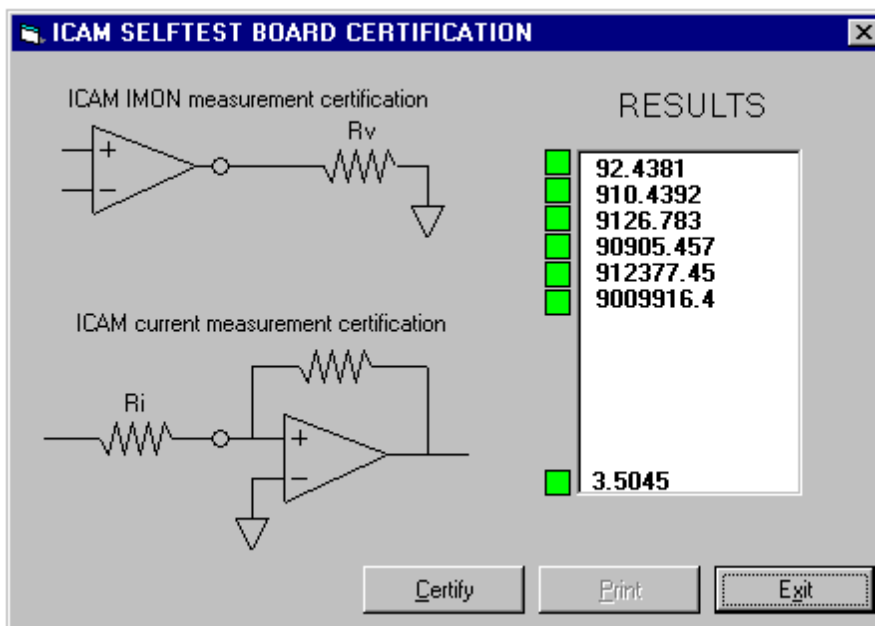 ICAM SELFTEST BOARD CERTIFICATION
ICAM IMON measurement certification
Rv
+
−
ICAM current measurement certification
Ri
+
−
RESULTS
92.4381
910.4392
9126.783
90905.457
912377.45
9009916.4
3.5045
Certify
Print
Exit